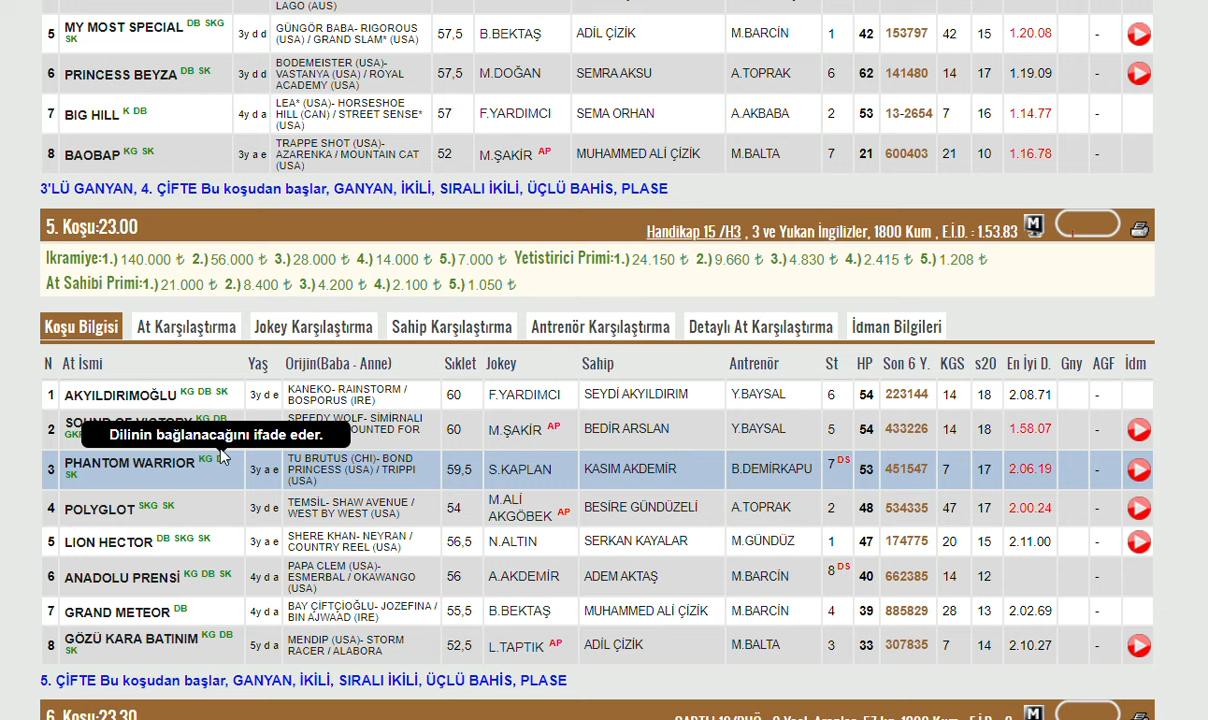 LAGO (AUS)
5 MY MOST SPECIAL DB SKG SK 3y d d GÜNGÖR BABA- RIGOROUS (USA) / GRAND SLAM* (USA) 57,5 B.BEKTAŞ ADİL ÇİZİK M.BARCİN 1 42 153797 42 15 1.20.08 -
6 PRINCESS BEYZA DB SK 3y d d BODEMEISTER (USA)- VASTANYA (USA) / ROYAL ACADEMY (USA) 57,5 M.DOĞAN SEMRA AKSU A.TOPRAK 6 62 141480 14 17 1.19.09 -
7 BIG HILL K DB 4y d a LEA* (USA)- HORSESHOE HILL (CAN) / STREET SENSE* (USA) 57 F.YARDIMCI SEMA ORHAN A.AKBABA 2 53 13-2654 7 16 1.14.77 -
8 BAOBAP KG SK 3y a e TRAPPE SHOT (USA)- AZARENKA / MOUNTAIN CAT (USA) 52 M.ŞAKİR AP MUHAMMED ALİ ÇİZİK M.BALTA 7 21 600403 21 10 1.16.78 -
3'LÜ GANYAN, 4. ÇİFTE Bu koşudan başlar, GANYAN, İKİLİ, SIRALI İKİLİ, ÜÇLÜ BAHİS, PLASE
5. Koşu:23.00 Handikap 15 /H3 , 3 ve Yukarı İngilizler, 1800 Kum , E.İ.D. : 1.53.83
Ikramiye:1.) 140.000 ₺ 2.) 56.000 ₺ 3.) 28.000 ₺ 4.) 14.000 ₺ 5.) 7.000 ₺ Yetistirici Primi:1.) 24.150 ₺ 2.) 9.660 ₺ 3.) 4.830 ₺ 4.) 2.415 ₺ 5.) 1.208 ₺
At Sahibi Primi:1.) 21.000 ₺ 2.) 8.400 ₺ 3.) 4.200 ₺ 4.) 2.100 ₺ 5.) 1.050 ₺
Koşu Bilgisi At Karşılaştırma Jokey Karşılaştırma Sahip Karşılaştırma Antrenör Karşılaştırma Detaylı At Karşılaştırma İdman Bilgileri
N At İsmi Yaş Orijin(Baba - Anne) Sıklet Jokey Sahip Antrenör St HP Son 6 Y. KGS s20 En İyi D. Gny AGF İdm
1 AKYILDIRIMOĞLU KG DB SK 3y d e KANEKO- RAINSTORM / BOSPORUS (IRE) 60 F.YARDIMCI SEYDİ AKYILDIRIM Y.BAYSAL 6 54 223144 14 18 2.08.71 -
2 SOUND OF VICTORY KG DB SPEEDY WOLF- SİMİRNALI 60 M.ŞAKİR AP BEDİR ARSLAN Y.BAYSAL 5 54 433226 14 18 1.58.07 -
Dilinin bağlanacağını ifade eder.
3 PHANTOM WARRIOR KG SK 3y a e TU BRUTUS (CHI)- BOND PRINCESS (USA) / TRIPPI (USA) 59,5 S.KAPLAN KASIM AKDEMİR B.DEMİRKAPU 7 DS 53 451547 7 17 2.06.19 -
4 POLYGLOT SKG SK 3y d e TEMSİL- SHAW AVENUE / WEST BY WEST (USA) 54 M.ALİ AKGÖBEK AP BESİRE GÜNDÜZELİ A.TOPRAK 2 48 534335 47 17 2.00.24 -
5 LION HECTOR DB SKG SK 3y a e SHERE KHAN- NEYRAN / COUNTRY REEL (USA) 56,5 N.ALTIN SERKAN KAYALAR M.GÜNDÜZ 1 47 174775 20 15 2.11.00 -
6 ANADOLU PRENSİ KG DB SK 4y d a PAPA CLEM (USA)- ESMERBAL / OKAWANGO (USA) 56 A.AKDEMİR ADEM AKTAŞ M.BARCİN 8 DS 40 662385 14 12 -
7 GRAND METEOR DB 4y d a BAY ÇİFTÇİOĞLU- JOZEFINA / BIN AJWAAD (IRE) 55,5 B.BEKTAŞ MUHAMMED ALİ ÇİZİK M.BARCİN 4 39 885829 28 13 2.02.69 -
8 GÖZÜ KARA BATINIM KG DB SK 5y d a MENDIP (USA)- STORM RACER / ALABORA 52,5 L.TAPTIK AP ADİL ÇİZİK M.BALTA 3 33 307835 7 14 2.10.27 -
5. ÇİFTE Bu koşudan başlar, GANYAN, İKİLİ, SIRALI İKİLİ, ÜÇLÜ BAHİS, PLASE
6. Koşu:23.30